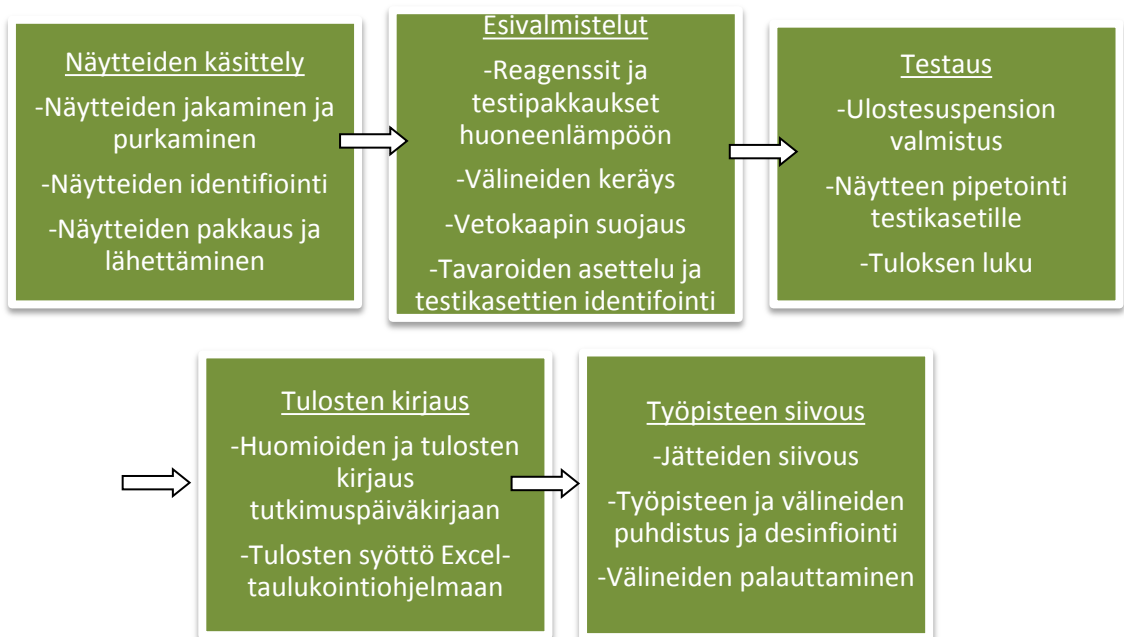 Näytteiden käsittely
-Näytteiden jakaminen ja
purkaminen
-Näytteiden identifiointi
-Näytteiden pakkaus ja
lähettäminen
Esivalmistelut
-Reagenssit ja
testipakkaukset
huoneenlämpöön
-Välineiden keräys
-Vetokaapin suojaus
-Tavaroiden asettelu ja
testikasettien identifointi
Testaus
-Ulostesuspension
valmistus
-Näytteen pipetointi
testikasetille
-Tuloksen luku
Tulosten kirjaus
-Huomioiden ja tulosten
kirjaus
tutkimuspäiväkirjaan
-Tulosten syöttö Excel-
taulukointiohjelmaan
Työpisteen siivous
-Jätteiden siivous
-Työpisteen ja välineiden
puhdistus ja desinfiointi
-Välineiden palauttaminen